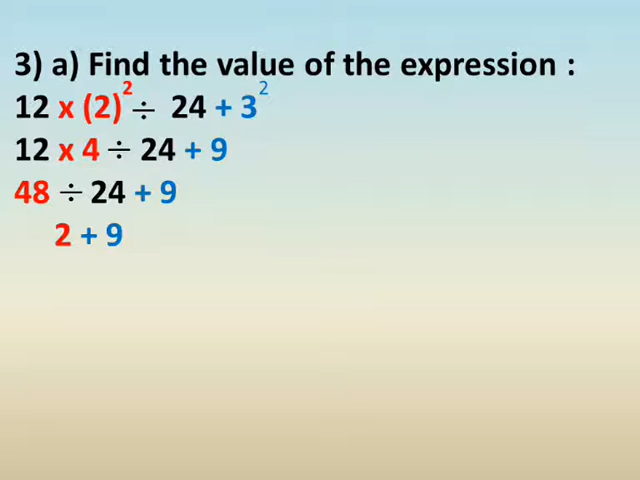 3) a) Find the value of the expression :
12 x (2)² ÷ 24 + 3²
12 x 4 ÷ 24 + 9
48 ÷ 24 + 9
2 + 9